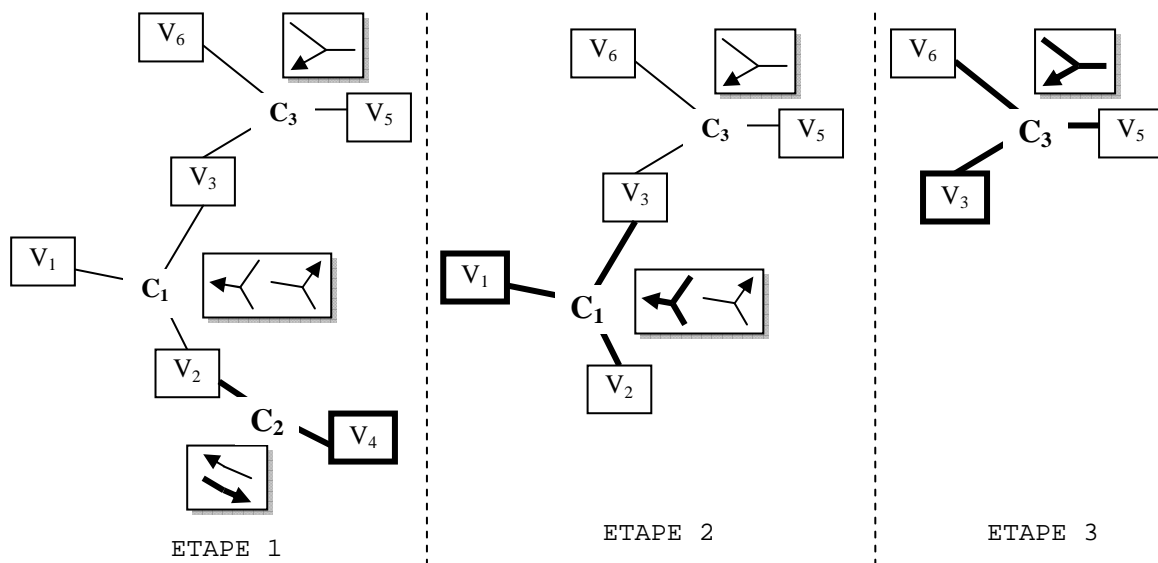 V₆
C₃
V₅
V₃
V₁
C₁
V₂
C₂
V₄
ETAPE 1
V₆
C₃
V₅
V₃
V₁
C₁
V₂
ETAPE 2
V₆
C₃
V₅
V₃
ETAPE 3